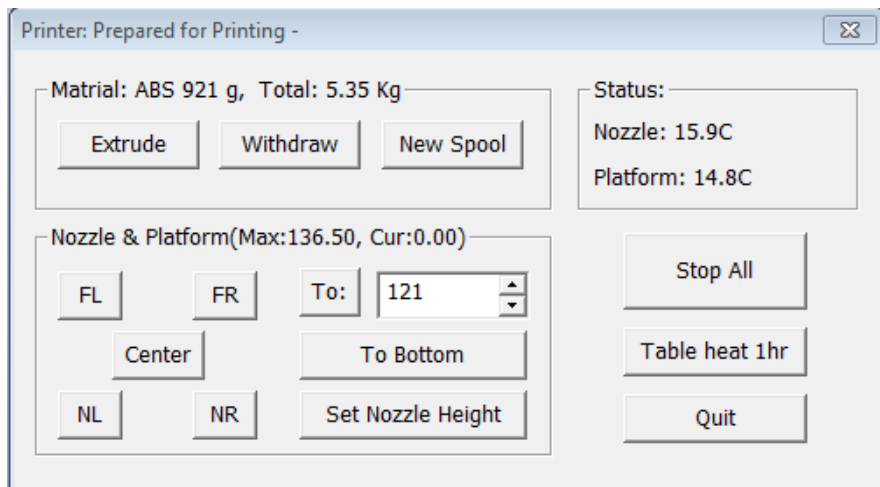 Printer: Prepared for Printing -
Matrial: ABS 921 g, Total: 5.35 Kg
Extrude Withdraw New Spool
Status:
Nozzle: 15.9C
Platform: 14.8C
Nozzle & Platform(Max:136.50, Cur:0.00)
FL FR To: 121
Center To Bottom
NL NR Set Nozzle Height
Stop All
Table heat 1hr
Quit